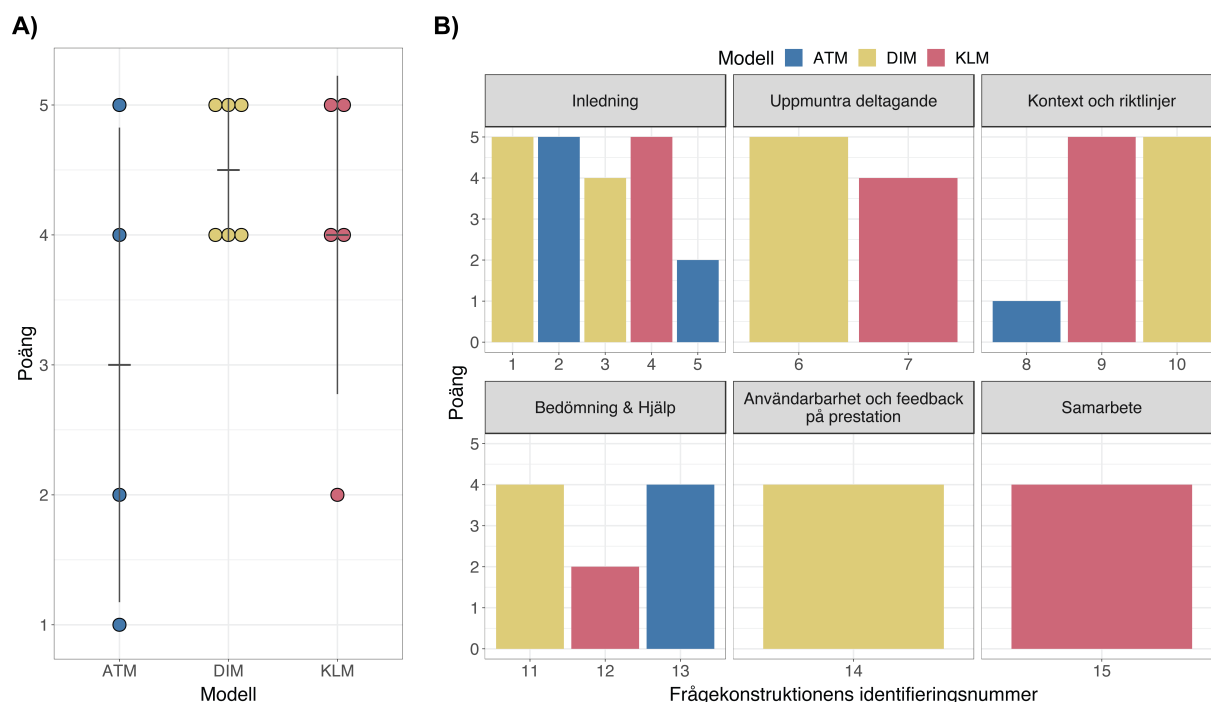 A)
Poäng
5
4
3
2
1
ATM DIM KLM
Modell
B)
Modell ATM DIM KLM
Poäng
Inledning
5
4
3
2
1
0
1 2 3 4 5
Uppmuntra deltagande
6 7
Kontext och riktlinjer
8 9 10
Bedömning & Hjälp
5
4
3
2
1
0
11 12 13
Användarbarhet och feedback
på prestation
14
Samarbete
15
Frågekonstruktionens identifieringsnummer